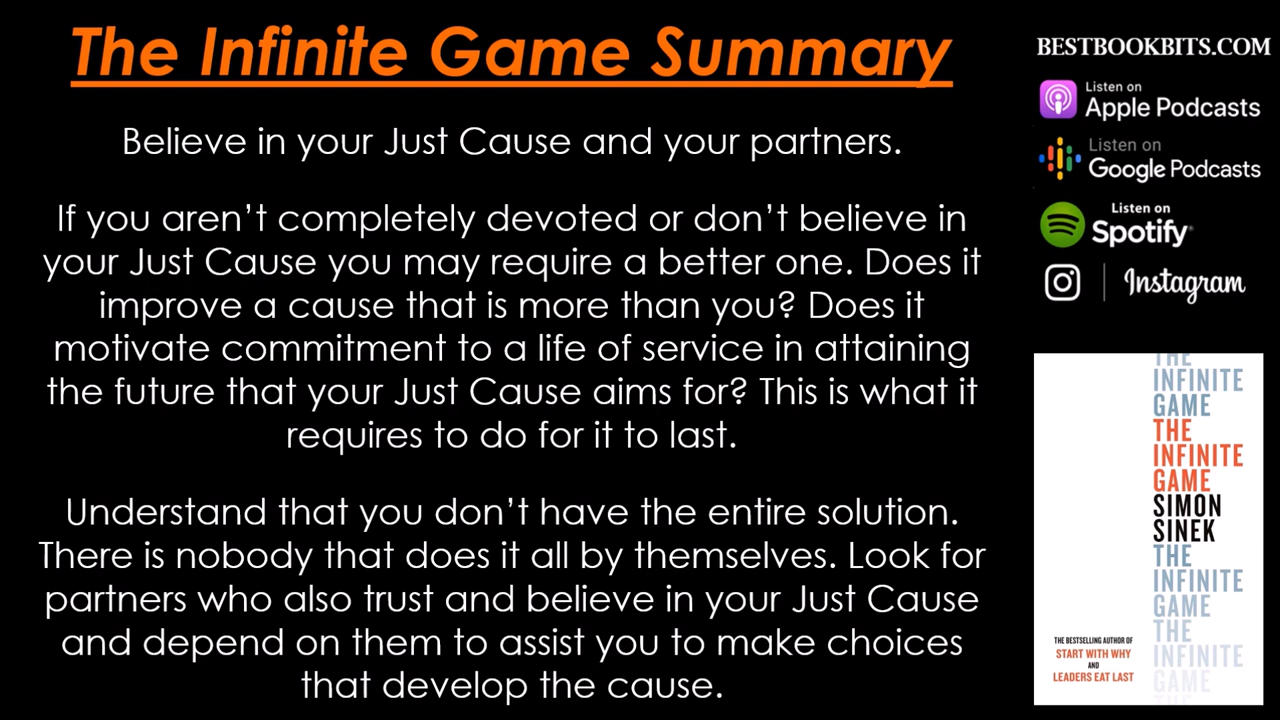 The Infinite Game Summary
Believe in your Just Cause and your partners.
If you aren't completely devoted or don't believe in
your Just Cause you may require a better one. Does it
improve a cause that is more than you? Does it
motivate commitment to a life of service in attaining
the future that your Just Cause aims for? This is what it
requires to do for it to last.
Understand that you don't have the entire solution.
There is nobody that does it all by themselves. Look for
partners who also trust and believe in your Just Cause
and depend on them to assist you to make choices
that develop the cause.
BESTBOOKBITS.COM
Listen on
Apple Podcasts
Listen on
Google Podcasts
Listen on
Spotify
Instagram
THE
INFINITE
GAME
THE
INFINITE
GAME
SIMON
SINEK
THE
INFINITE
GAME
THE
INFINITE
GAME
THE
THE BESTSELLING AUTHOR OF
START WITH WHY
AND
LEADERS EAT LAST